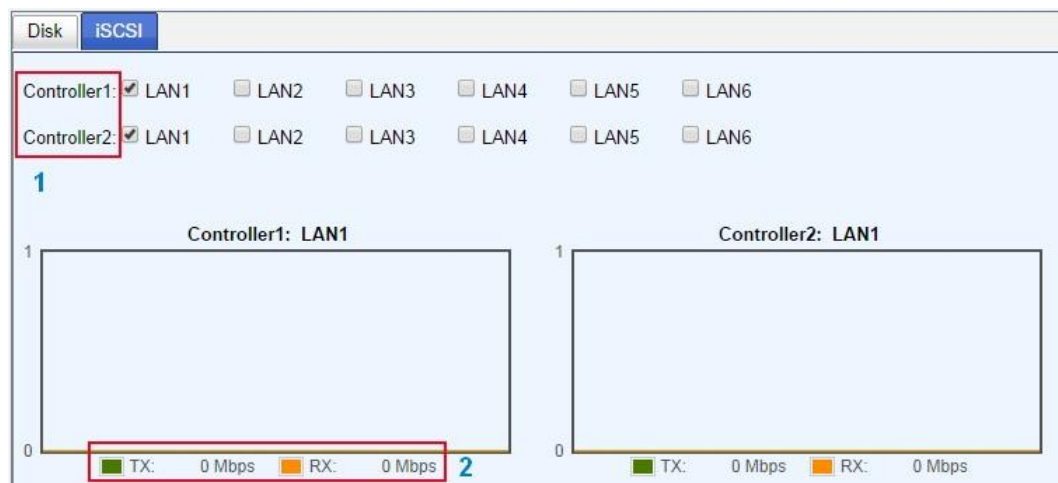 Disk iSCSI
Controller1: LAN1 LAN2 LAN3 LAN4 LAN5 LAN6
Controller2: LAN1 LAN2 LAN3 LAN4 LAN5 LAN6
1
Controller1: LAN1 Controller2: LAN1
1 1
0 0
TX: 0 Mbps RX: 0 Mbps 2 TX: 0 Mbps RX: 0 Mbps